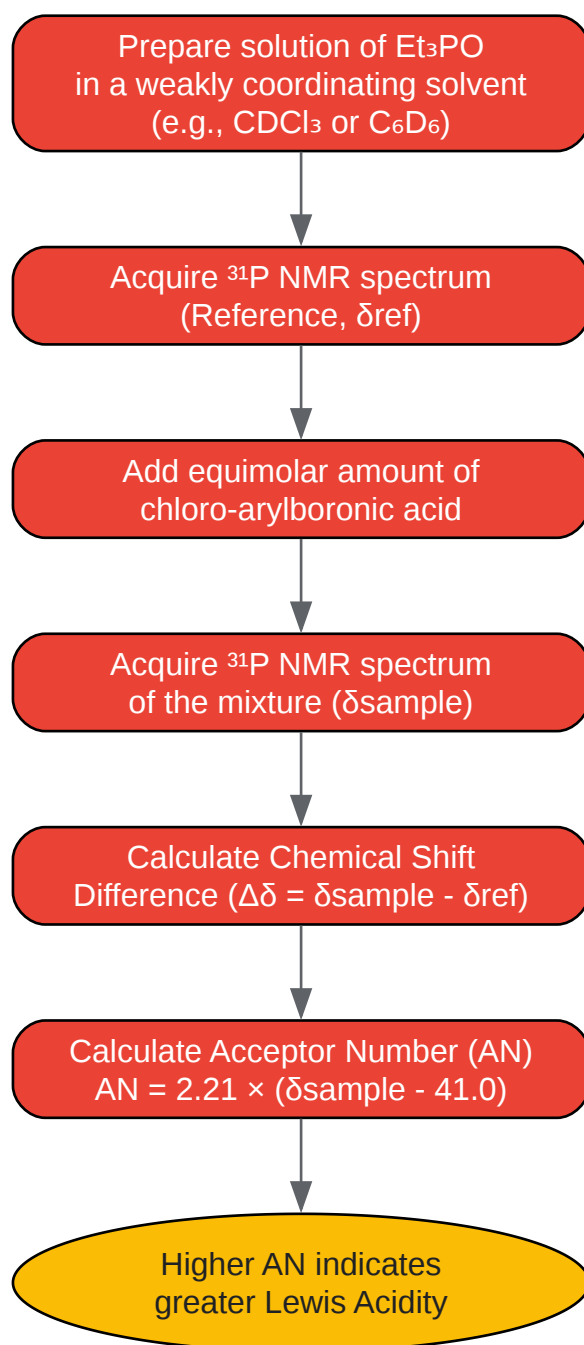 Prepare solution of Et₃PO
in a weakly coordinating solvent
(e.g., CDCl₃ or C₆D₆)
Acquire ³¹P NMR spectrum
(Reference, δref)
Add equimolar amount of
chloro-arylboronic acid
Acquire ³¹P NMR spectrum
of the mixture (δsample)
Calculate Chemical Shift
Difference (Δδ = δsample - δref)
Calculate Acceptor Number (AN)
AN = 2.21 × (δsample - 41.0)
Higher AN indicates
greater Lewis Acidity